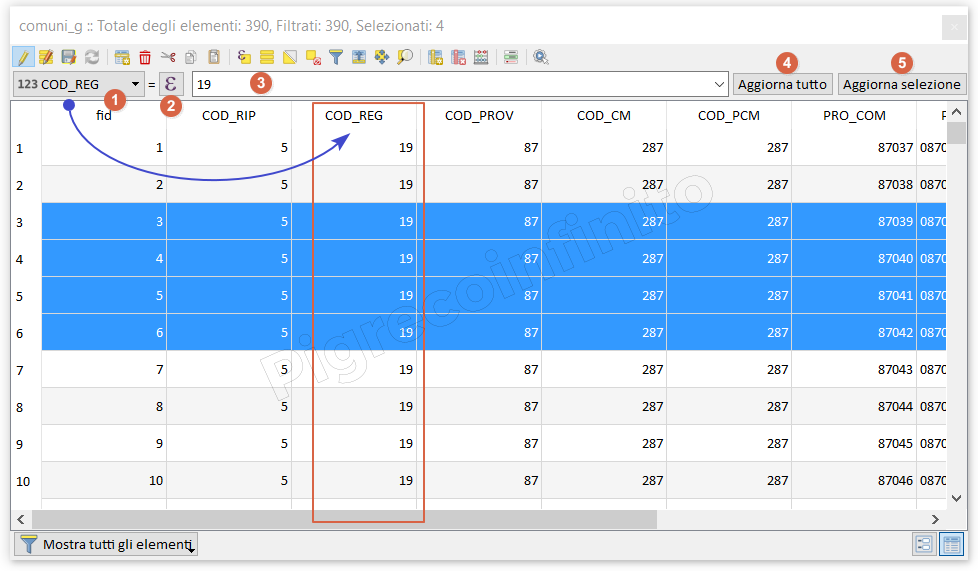 comuni_g :: Totale degli elementi: 390, Filtrati: 390, Selezionati: 4
123 COD_REG = ε 19 Aggiorna tutto Aggiorna selezione
1 2 3 4 5
fid COD_RIP COD_REG COD_PROV COD_CM COD_PCM PRO_COM
1 1 5 19 87 287 287 87037 0870
2 2 5 19 87 287 287 87038 0870
3 3 5 19 87 287 287 87039 0870
4 4 5 19 87 287 287 87040 0870
5 5 5 19 87 287 287 87041 0870
6 6 5 19 87 287 287 87042 0870
7 7 5 19 87 287 287 87043 0870
8 8 5 19 87 287 287 87044 0870
9 9 5 19 87 287 287 87045 0870
10 10 5 19 87 287 287 87046 0870
Pigrecoinfinito
Mostra tutti gli elementi